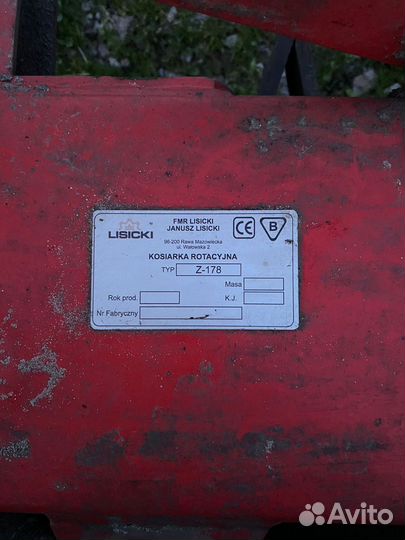 LISICKI
FMR LISICKI
JANUSZ LISICKI
96-200 Rawa Mazowiecka
ul. Wałowska 2
CE
B
KOSIARKA ROTACYJNA
TYP Z-178
Masa
Rok prod. K.J.
Nr Fabryczny
Avito